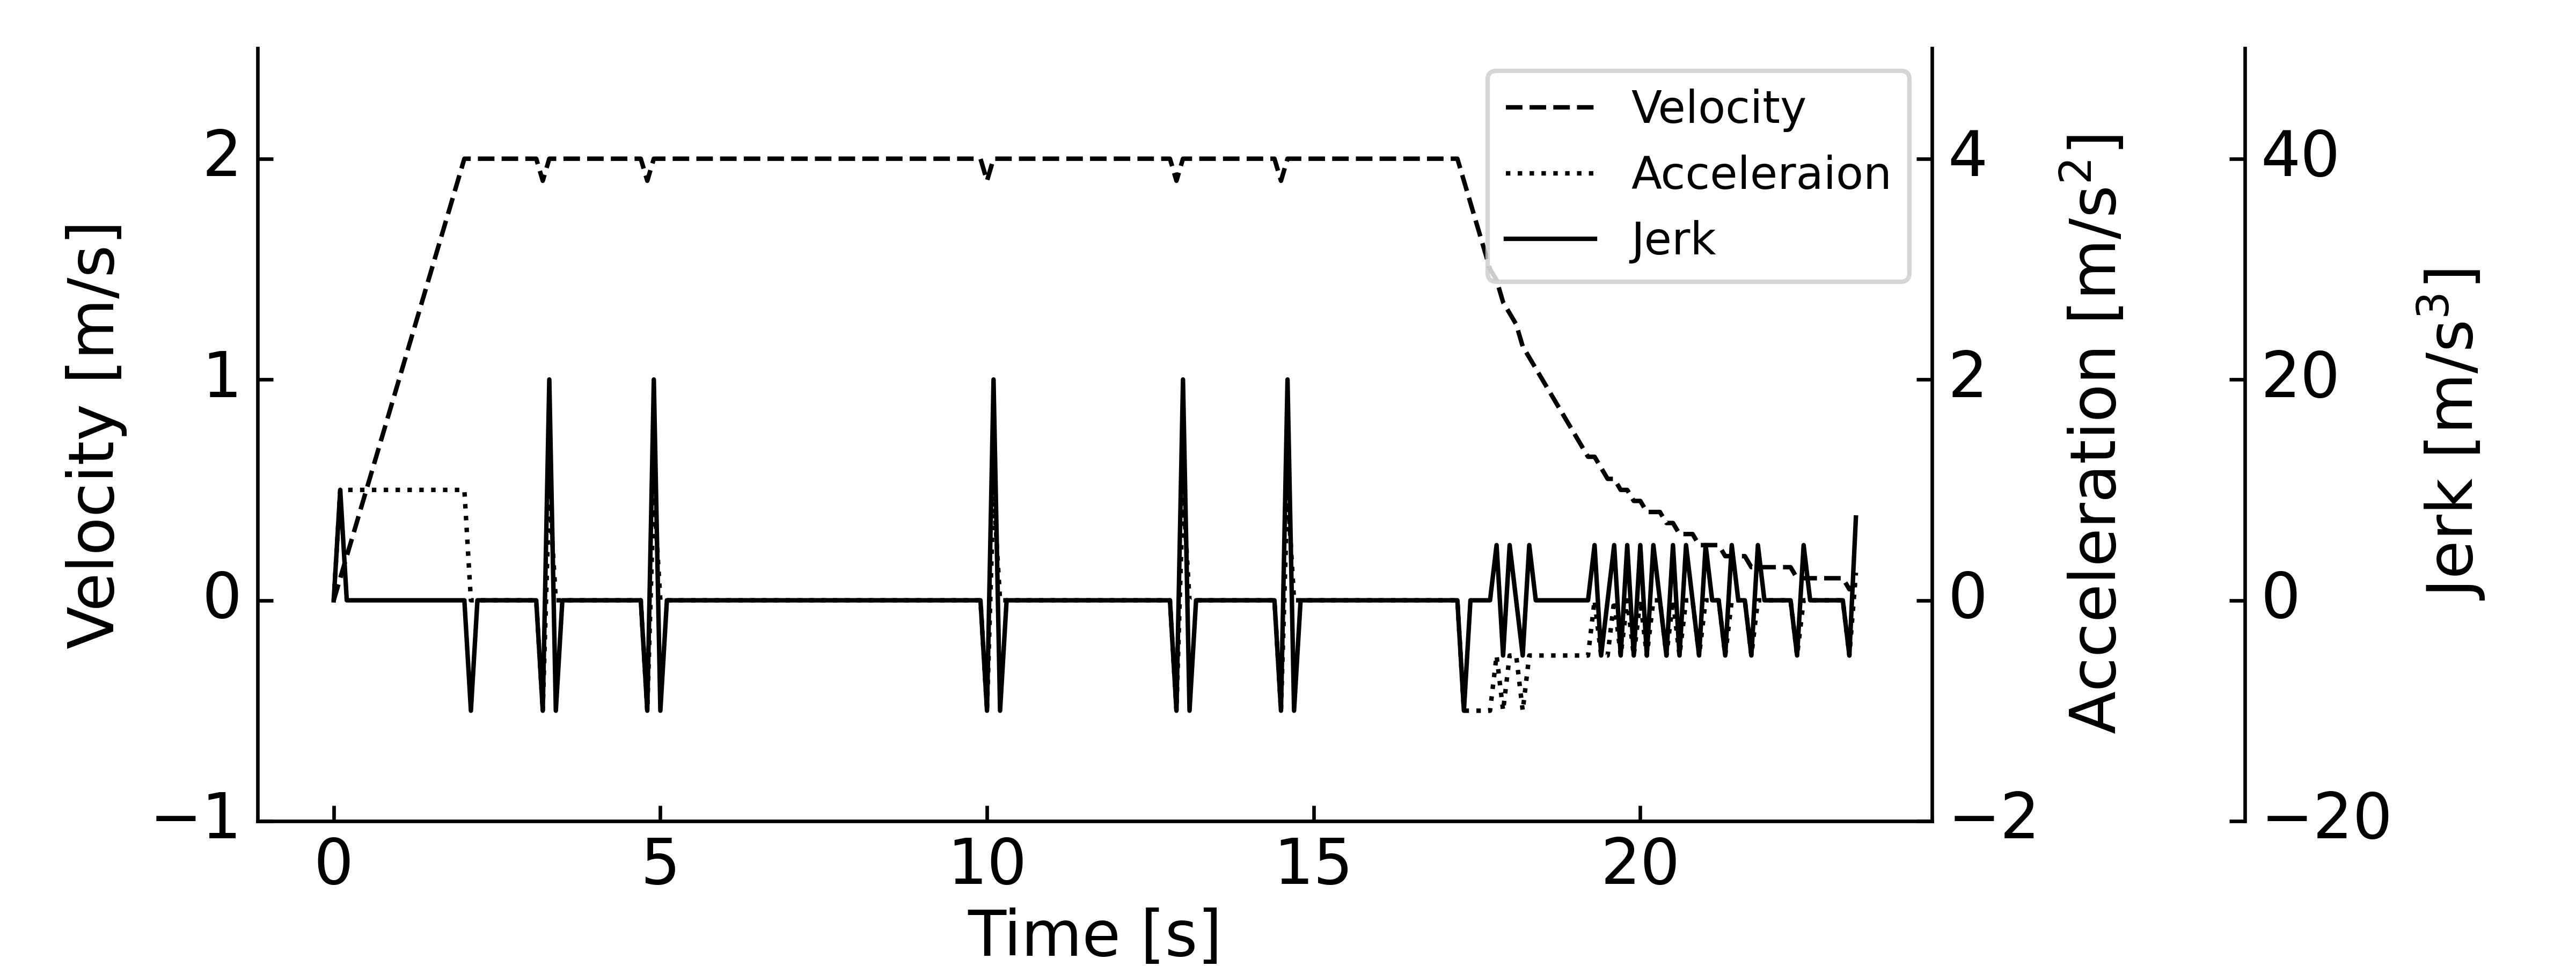 Velocity [m/s]
2
1
0
−1
0 5 10 15 20
Time [s]
Velocity
Acceleraion
Jerk
4
2
0
−2
Acceleration [m/s²]
40
20
0
−20
Jerk [m/s³]